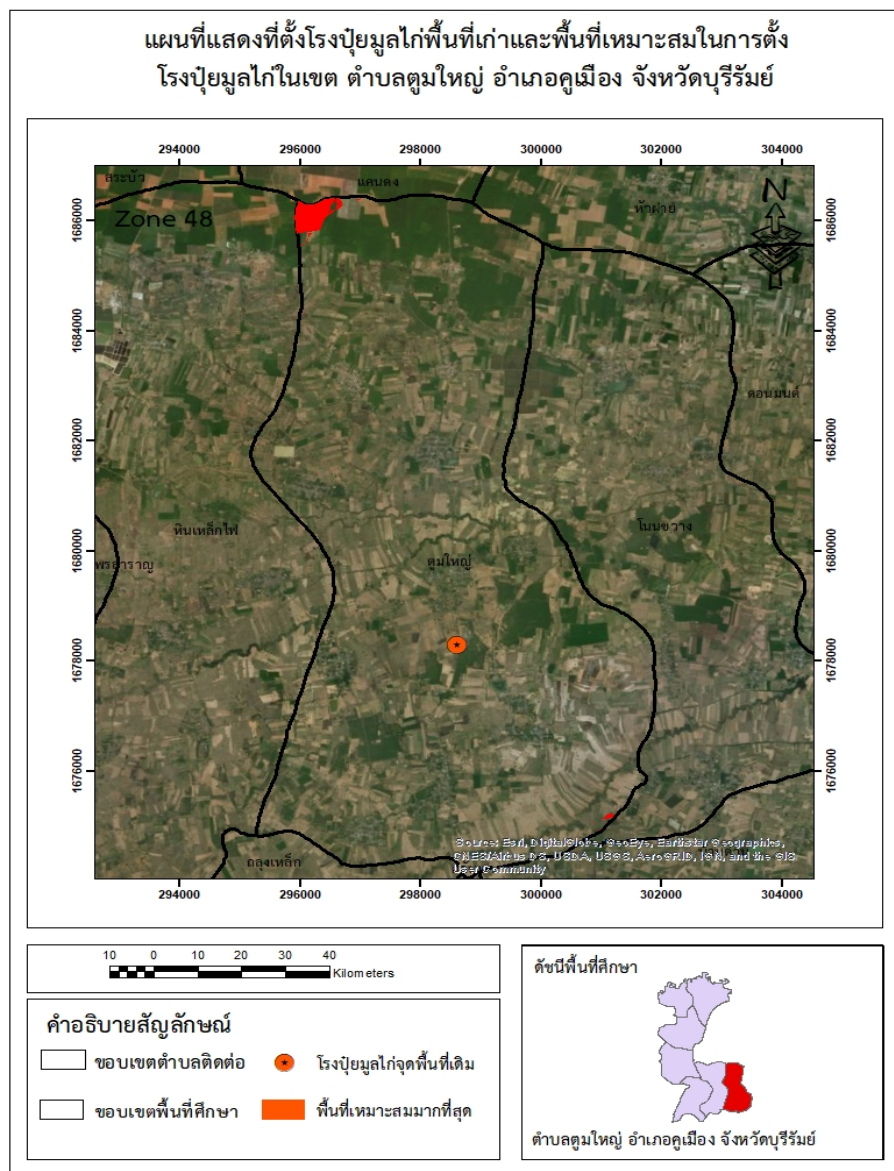 แผนที่แสดงที่ตั้งโรงปุ๋ยมูลไก่พื้นที่เก่าและพื้นที่เหมาะสมในการตั้ง
โรงปุ๋ยมูลไก่ในเขต ตำบลตูมใหญ่ อำเภอคูเมือง จังหวัดบุรีรัมย์
294000 296000 298000 300000 302000 304000
สระบัว แคนดง
ท่าม่วง
Zone 48
N
1686000 1686000
1684000 1684000
ดอนมนต์
1682000 1682000
หินเหล็กไฟ โนนขวาง
1680000 1680000
ตูมใหญ่
1678000 1678000
1676000 1676000
Source: Esri, DigitalGlobe, GeoEye, Earthstar Geographics,
CNES/Airbus DS, USDA, USGS, AeroGRID, IGN, and the GIS
User Community
ถลุงเหล็ก
294000 296000 298000 300000 302000 304000
10 0 10 20 30 40
Kilometers
ดัชนีพื้นที่ศึกษา
คำอธิบายสัญลักษณ์
ขอบเขตตำบลติดต่อ โรงปุ๋ยมูลไก่จุดพื้นที่เดิม
ขอบเขตพื้นที่ศึกษา พื้นที่เหมาะสมมากที่สุด
ตำบลตูมใหญ่ อำเภอคูเมือง จังหวัดบุรีรัมย์